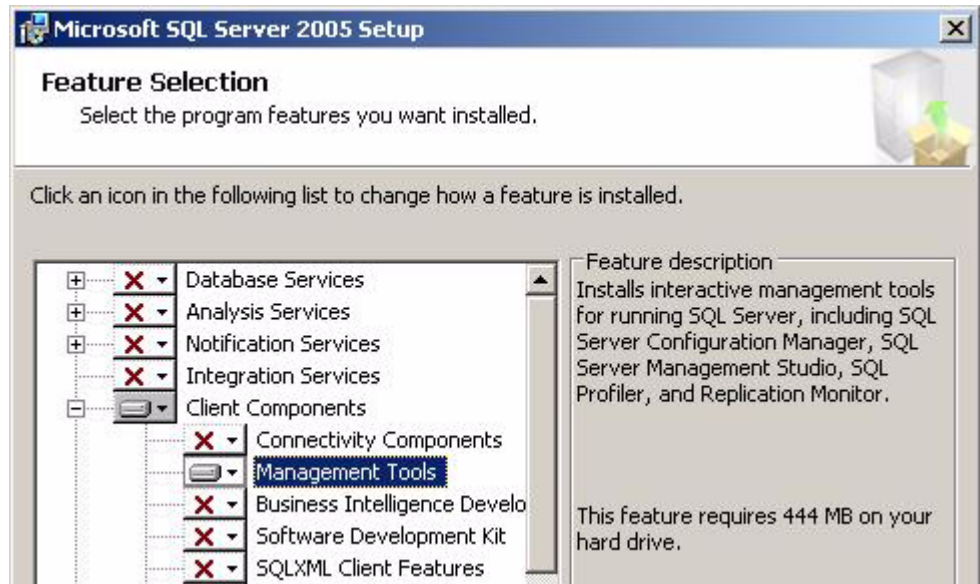 Microsoft SQL Server 2005 Setup
Feature Selection
Select the program features you want installed.
Click an icon in the following list to change how a feature is installed.
Database Services
Analysis Services
Notification Services
Integration Services
Client Components
Connectivity Components
Management Tools
Business Intelligence Develo
Software Development Kit
SQLXML Client Features
Feature description
Installs interactive management tools
for running SQL Server, including SQL
Server Configuration Manager, SQL
Server Management Studio, SQL
Profiler, and Replication Monitor.
This feature requires 444 MB on your
hard drive.